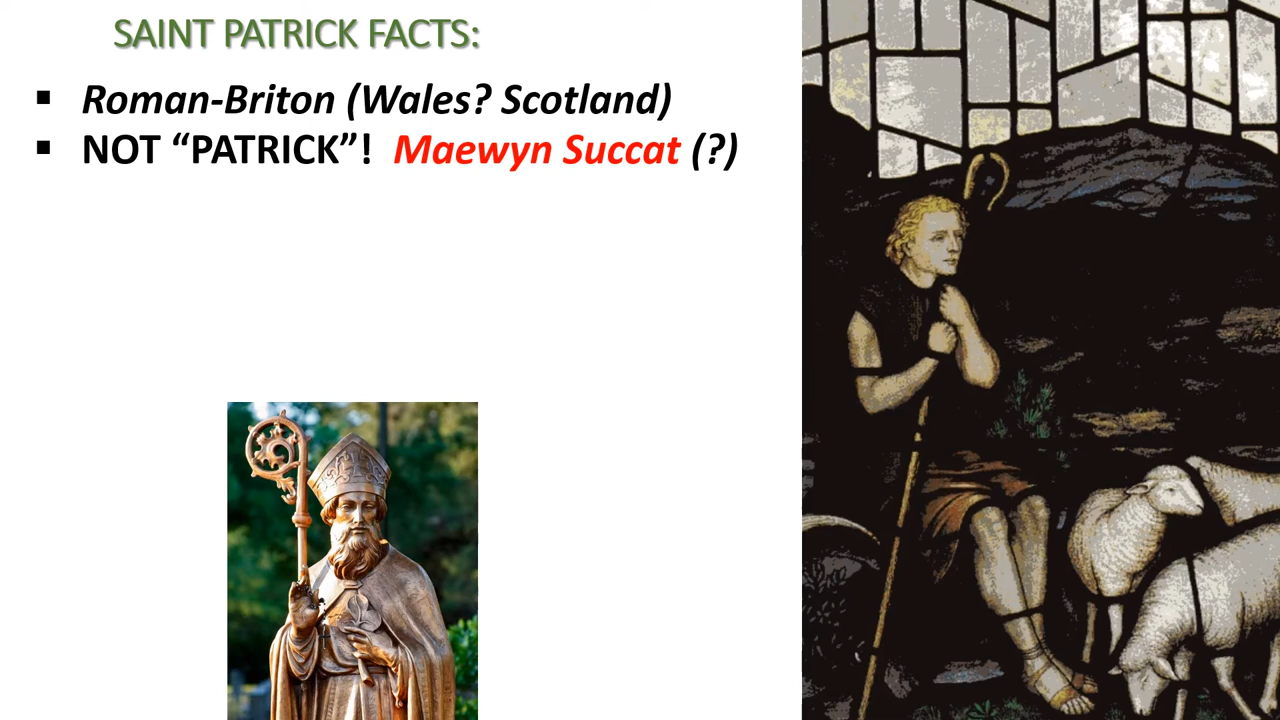 SAINT PATRICK FACTS:
▪ Roman-Briton (Wales? Scotland)
▪ NOT “PATRICK”! Maewyn Succat (?)